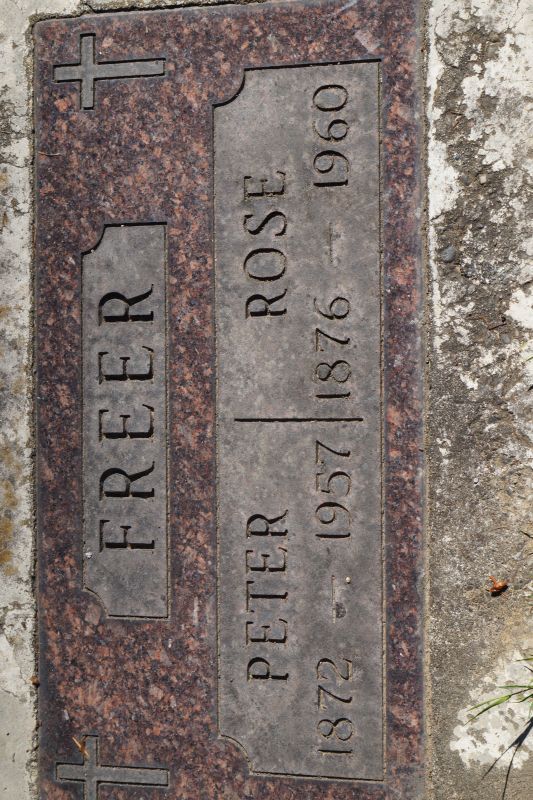 FREER
PETER ROSE
1872 – 1957 1876 – 1960